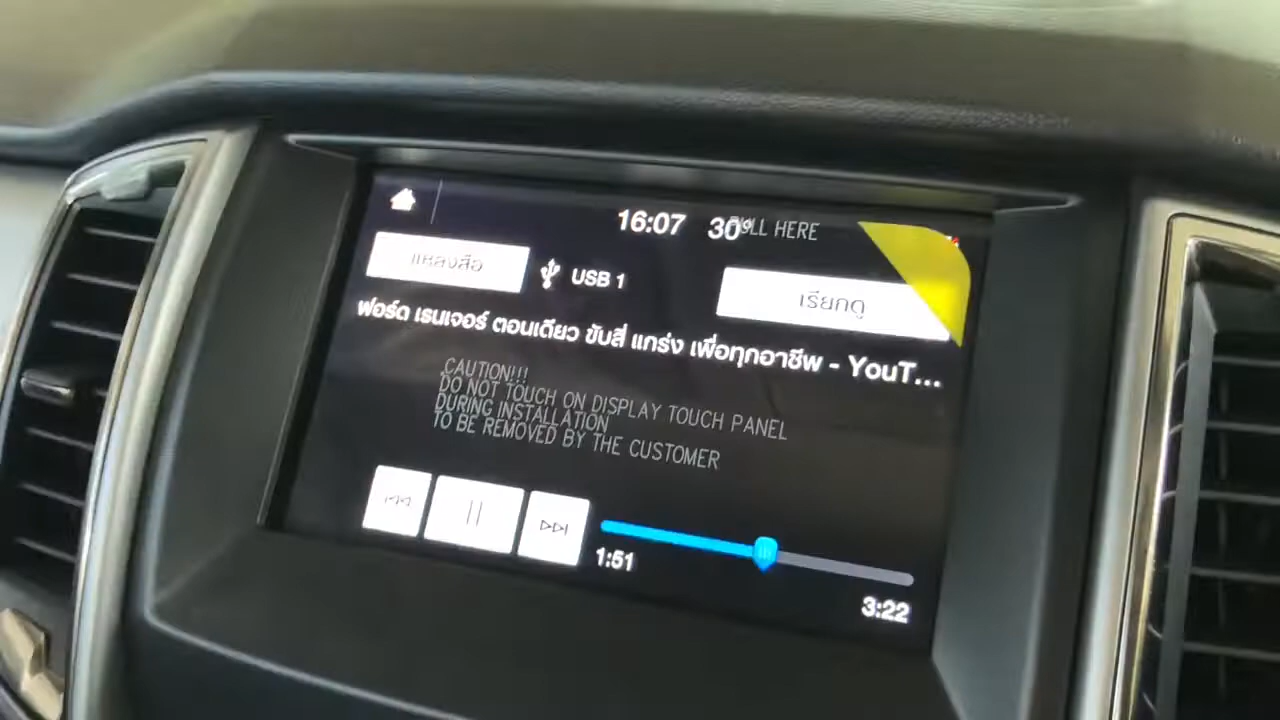 16:07 30° PULL HERE
แหล่งสื่อ USB 1 เรียกดู
ฟอร์ด เรนเจอร์ ตอนเดียว ขับสี่ แกร่ง เพื่อทุกอาชีพ - YouT...
CAUTION!!!
DO NOT TOUCH ON DISPLAY TOUCH PANEL
DURING INSTALLATION
TO BE REMOVED BY THE CUSTOMER
1:51
3:22